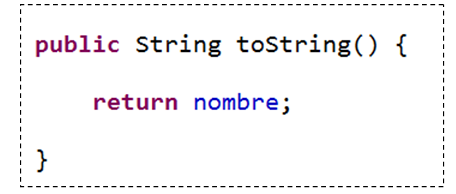 public String toString() {
return nombre;
}